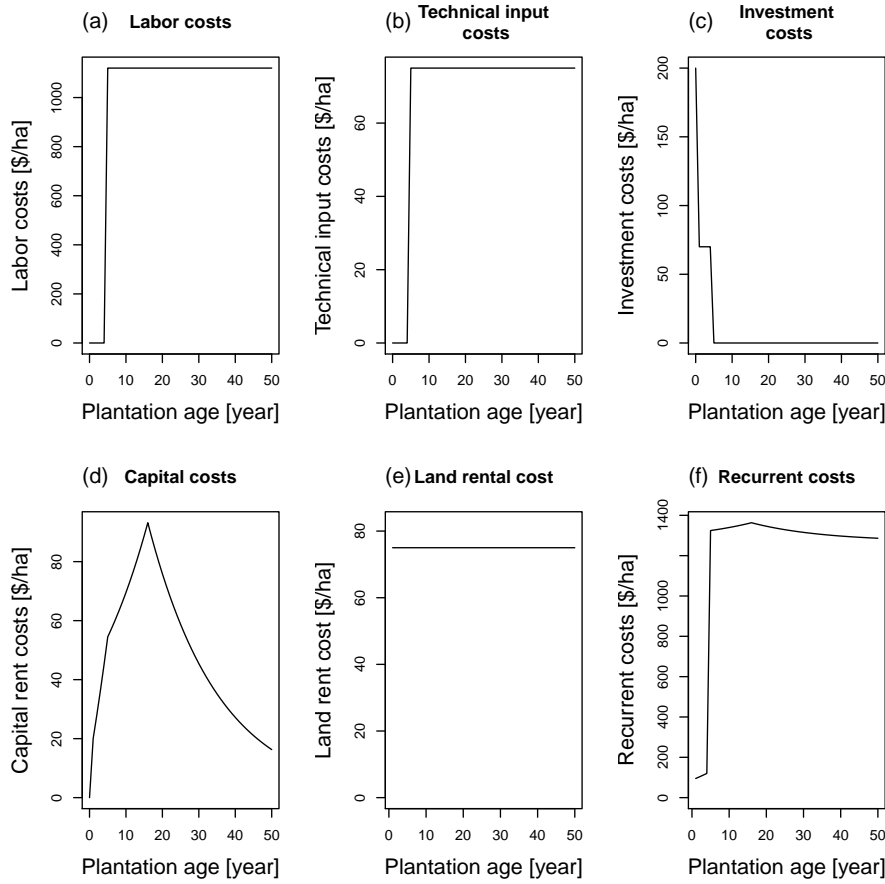 (a) Labor costs
Labor costs [$/ha]
0 200 400 600 800 1000
0 10 20 30 40 50
Plantation age [year]
(b) Technical input
costs
Technical input costs [$/ha]
0 20 40 60
0 10 20 30 40 50
Plantation age [year]
(c) Investment
costs
Investment costs [$/ha]
0 50 100 150 200
0 10 20 30 40 50
Plantation age [year]
(d) Capital costs
Capital rent costs [$/ha]
0 20 40 60 80
0 10 20 30 40 50
Plantation age [year]
(e) Land rental cost
Land rent cost [$/ha]
0 20 40 60 80
0 10 20 30 40 50
Plantation age [year]
(f) Recurrent costs
Recurrent costs [$/ha]
0 200 400 600 800 1000 1400
0 10 20 30 40 50
Plantation age [year]